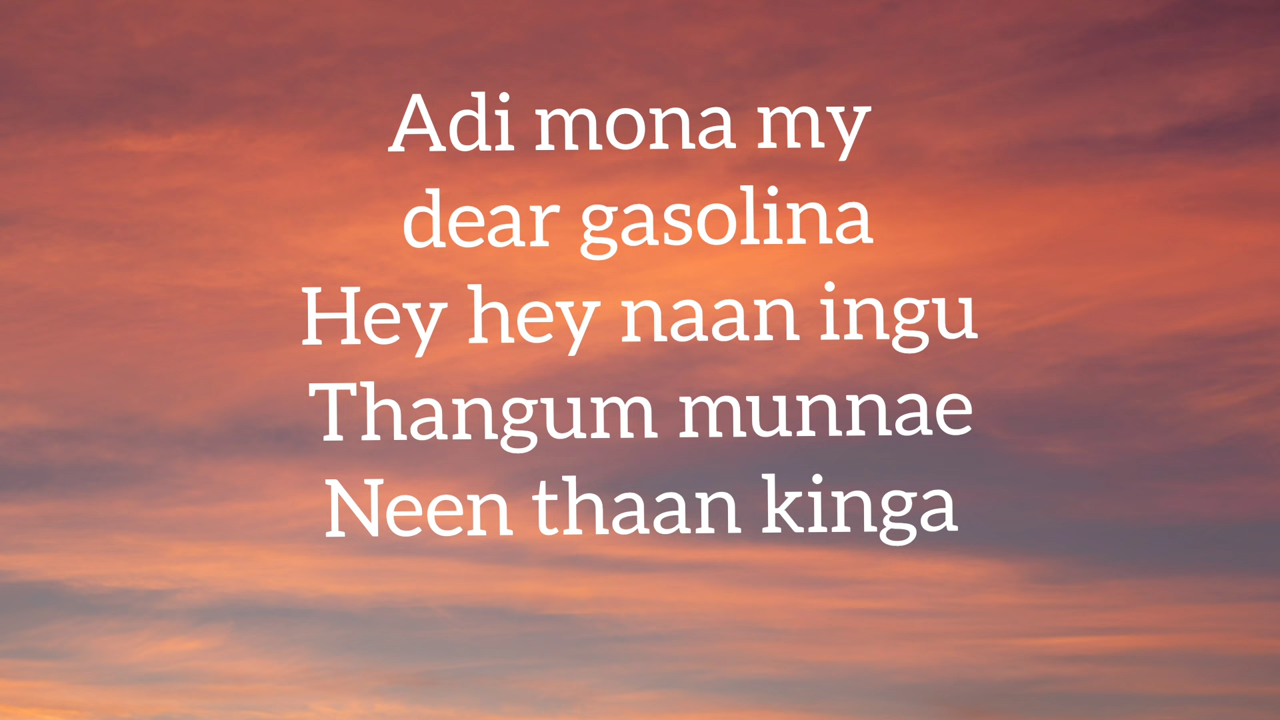 Adi mona my
dear gasolina
Hey hey naan ingu
Thangum munnae
Neen thaan kinga